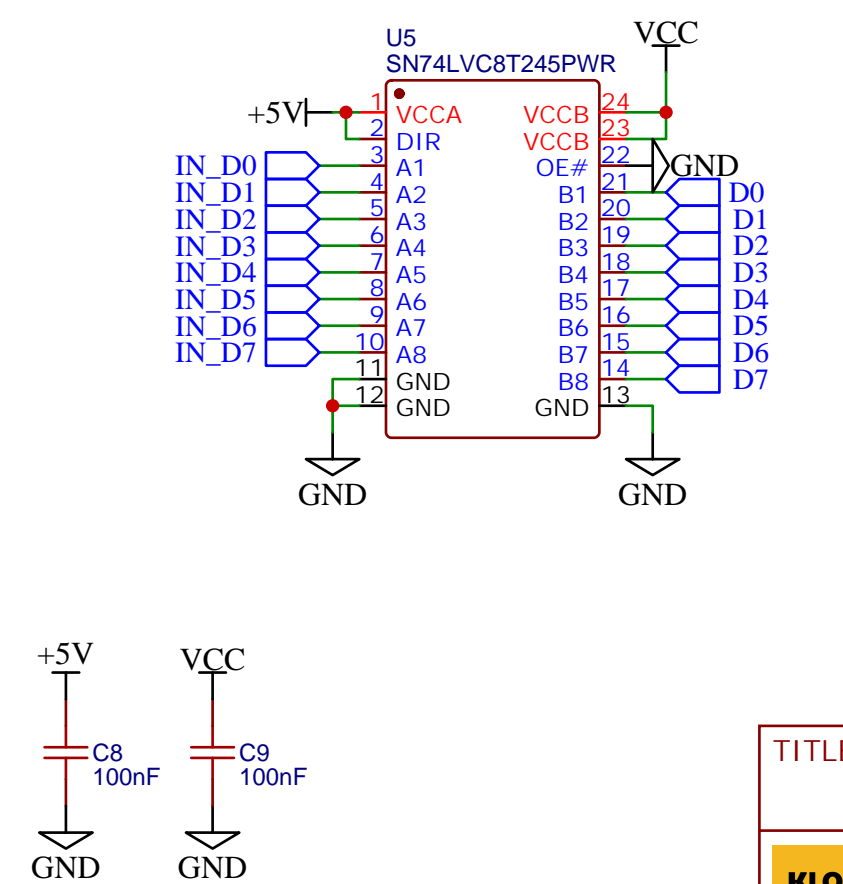 U5
SN74LVC8T245PWR
VCC
+5V
1 VCCA VCCB 24
2 DIR VCCB 23
IN_D0 3 A1 OE# 22 GND
IN_D1 4 A2 B1 21 D0
IN_D2 5 A3 B2 20 D1
IN_D3 6 A4 B3 19 D2
IN_D4 7 A5 B4 18 D3
IN_D5 8 A6 B5 17 D4
IN_D6 9 A7 B6 16 D5
IN_D7 10 A8 B7 15 D6
11 GND B8 14 D7
12 GND GND 13
GND GND
+5V VCC
C8 C9
100nF 100nF
GND GND
TITLE